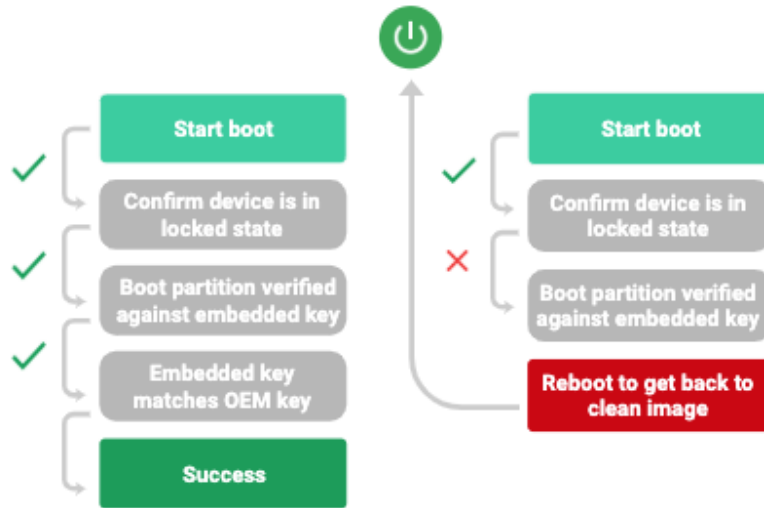 Start boot
Confirm device is in
locked state
Boot partition verified
against embedded key
Embedded key
matches OEM key
Success
Start boot
Confirm device is in
locked state
Boot partition verified
against embedded key
Reboot to get back to
clean image